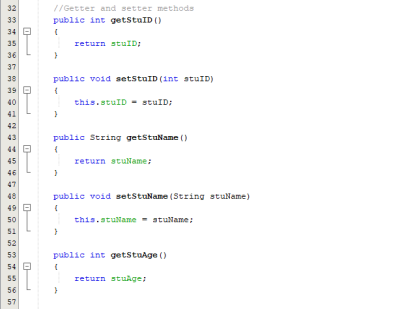 32 //Getter and setter methods
33 public int getStuID()
34 {
35 return stuID;
36 }
37
38 public void setStuID(int stuID)
39 {
40 this.stuID = stuID;
41 }
42
43 public String getStuName()
44 {
45 return stuName;
46 }
47
48 public void setStuName(String stuName)
49 {
50 this.stuName = stuName;
51 }
52
53 public int getStuAge()
54 {
55 return stuAge;
56 }
57